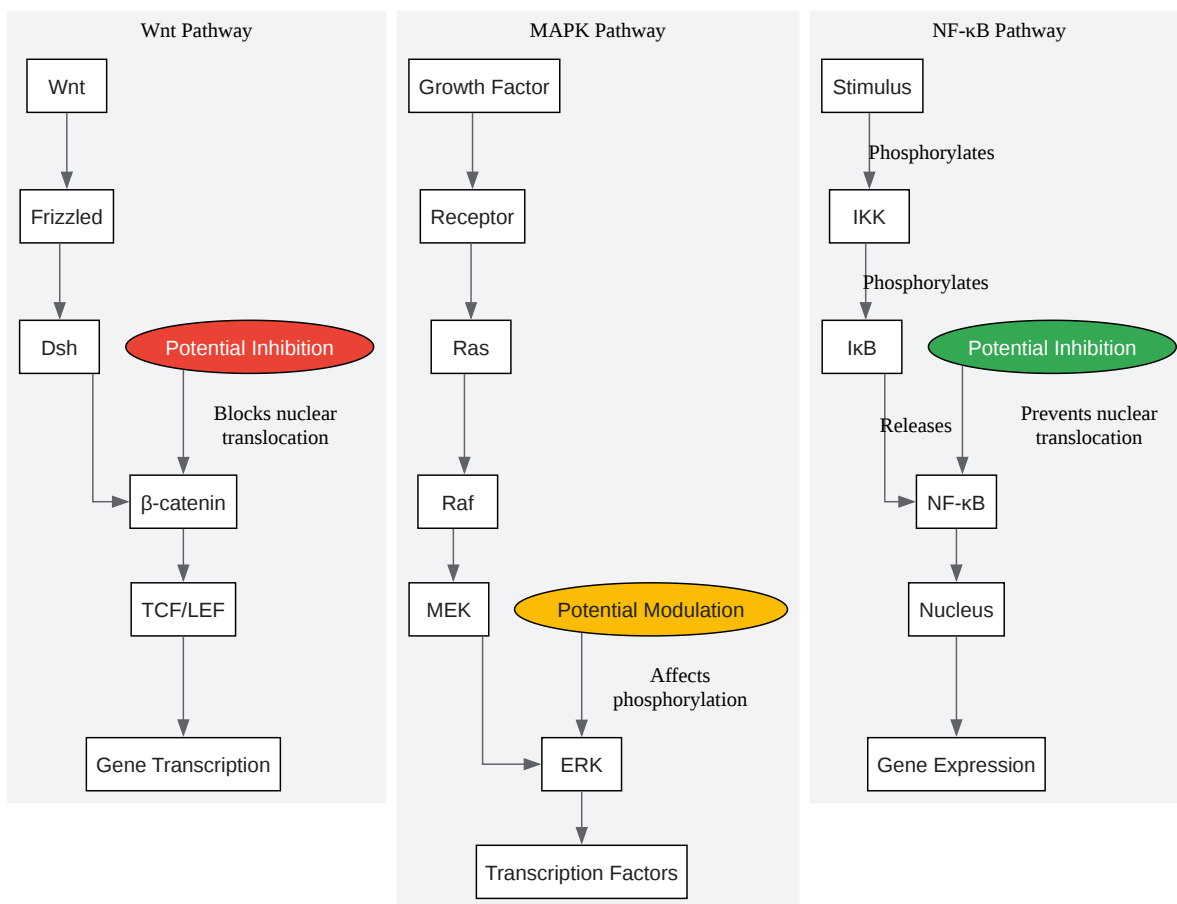 Wnt Pathway
Wnt
Frizzled
Dsh
Potential Inhibition
Blocks nuclear
translocation
β-catenin
TCF/LEF
Gene Transcription
MAPK Pathway
Growth Factor
Receptor
Ras
Raf
MEK
Potential Modulation
Affects
phosphorylation
ERK
Transcription Factors
NF-κB Pathway
Stimulus
Phosphorylates
IKK
Phosphorylates
IκB
Potential Inhibition
Releases
Prevents nuclear
translocation
NF-κB
Nucleus
Gene Expression